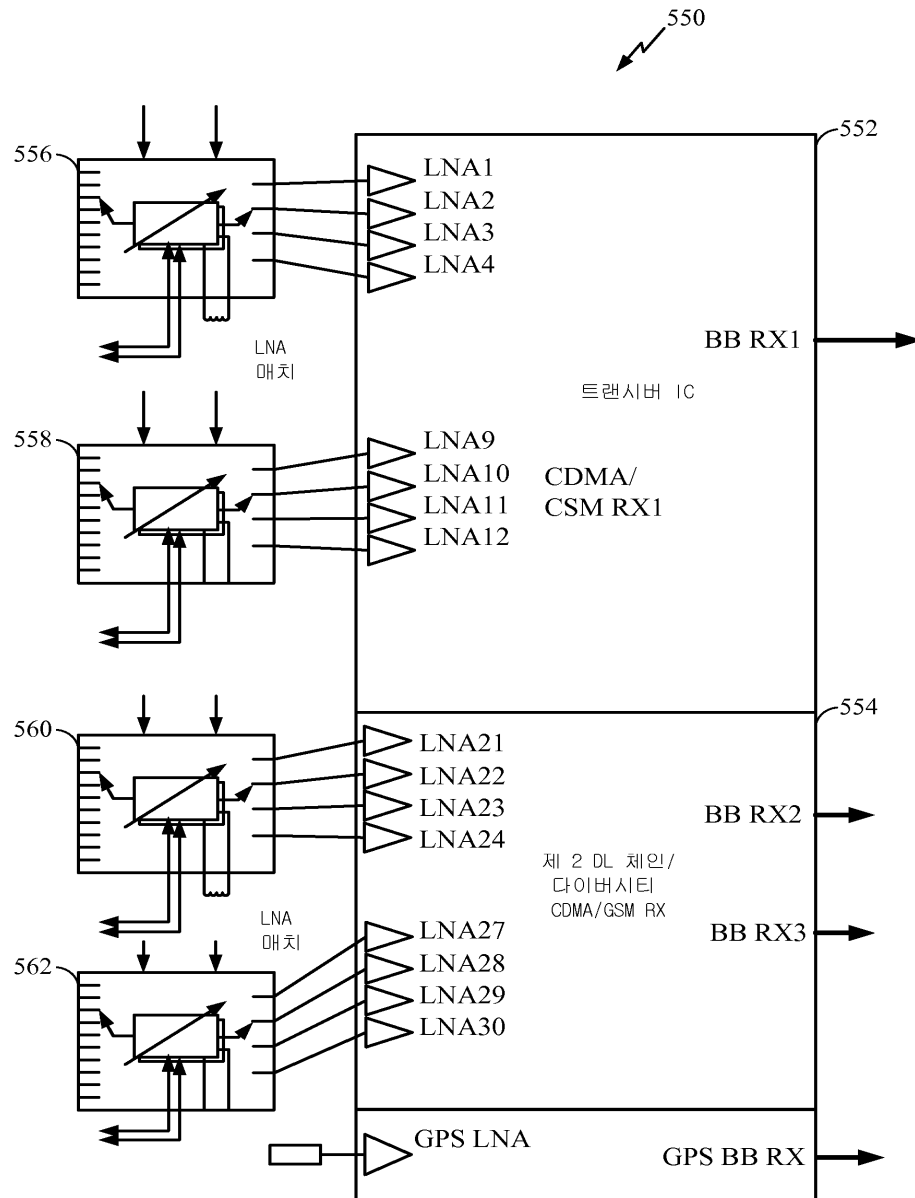 550
552
556
LNA1
LNA2
LNA3
LNA4
LNA
매치
BB RX1
트랜시버 IC
558
LNA9
LNA10
LNA11
LNA12
CDMA/
CSM RX1
554
560
LNA21
LNA22
LNA23
LNA24
BB RX2
제 2 DL 체인/
다이버시티
CDMA/GSM RX
LNA
매치
BB RX3
562
LNA27
LNA28
LNA29
LNA30
GPS LNA
GPS BB RX